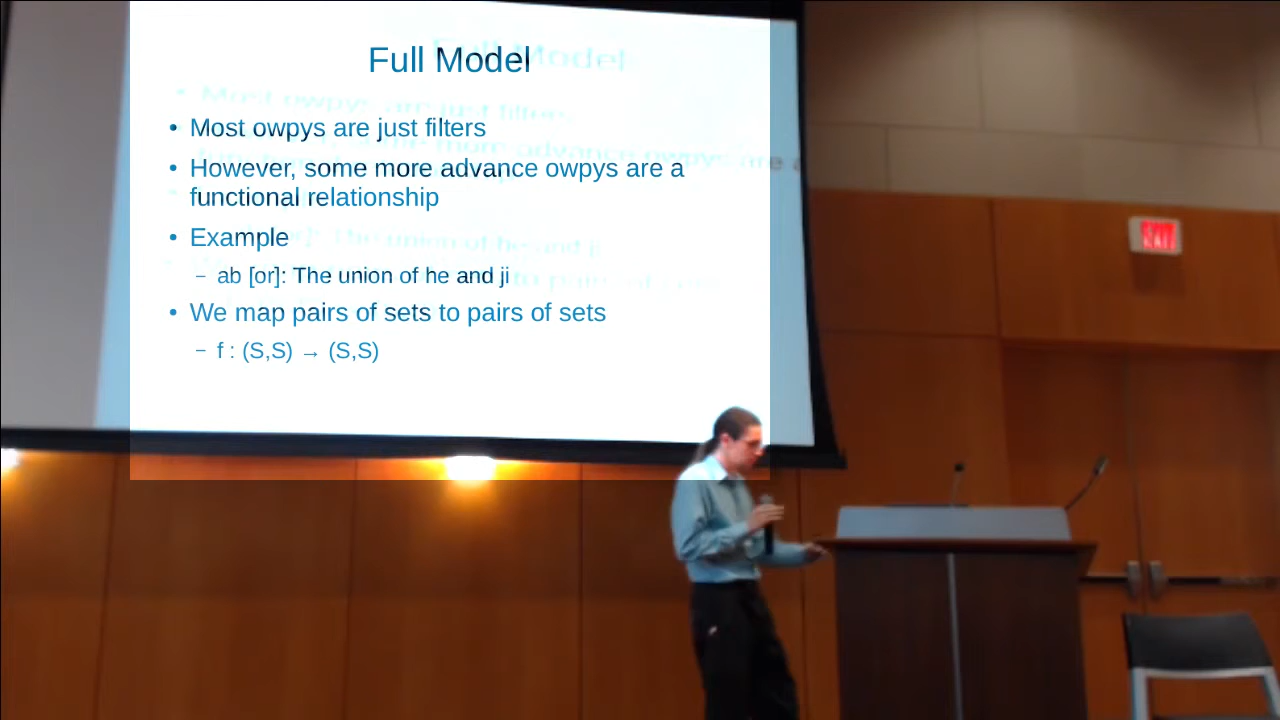 Full Model
• Most owpys are just filters
• However, some more advance owpys are a
functional relationship
• Example
– ab [or]: The union of he and ji
• We map pairs of sets to pairs of sets
– f : (S,S) → (S,S)
EXIT